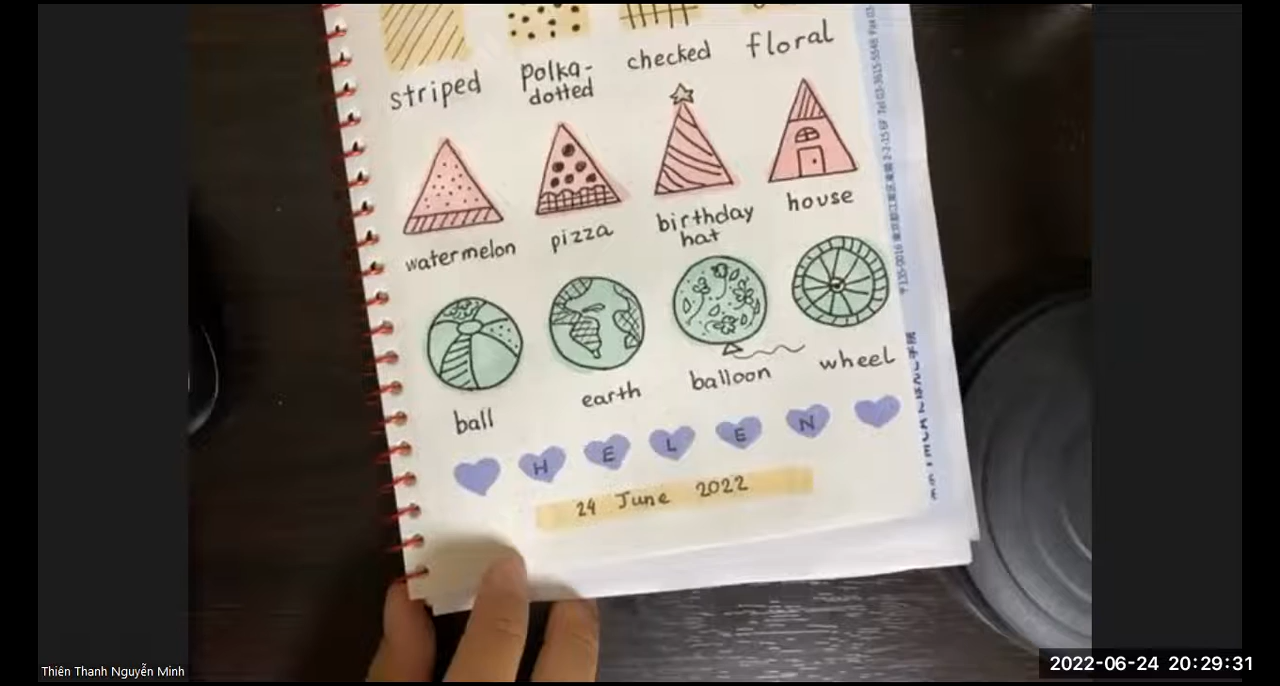 striped polka- checked floral
dotted
watermelon pizza birthday house
hat
ball earth balloon wheel
H E L E N
24 June 2022
Thiên Thanh Nguyễn Minh
2022-06-24 20:29:31